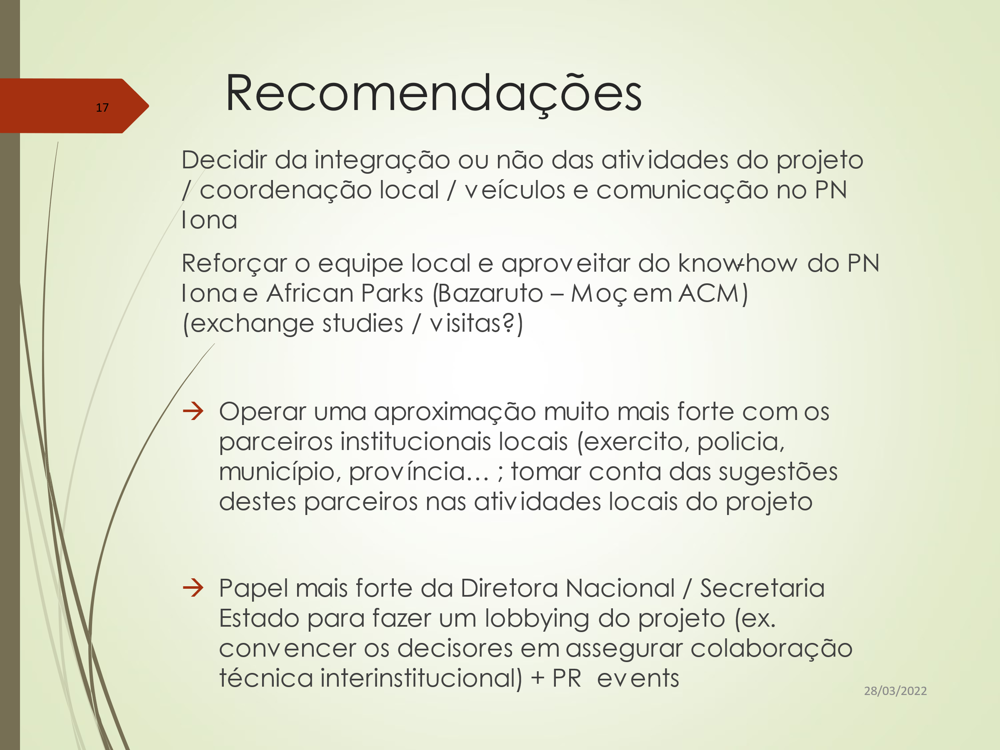 17
Recomendações
Decidir da integração ou não das atividades do projeto
/ coordenação local / veículos e comunicação no PN
Iona
Reforçar o equipe local e aproveitar do know-how do PN
Iona e African Parks (Bazaruto – Moç em ACM)
(exchange studies / visitas?)
→ Operar uma aproximação muito mais forte com os
parceiros institucionais locais (exercito, policia,
município, província… ; tomar conta das sugestões
destes parceiros nas atividades locais do projeto
→ Papel mais forte da Diretora Nacional / Secretaria
Estado para fazer um lobbying do projeto (ex.
convencer os decisores em assegurar colaboração
técnica interinstitucional) + PR events
28/03/2022